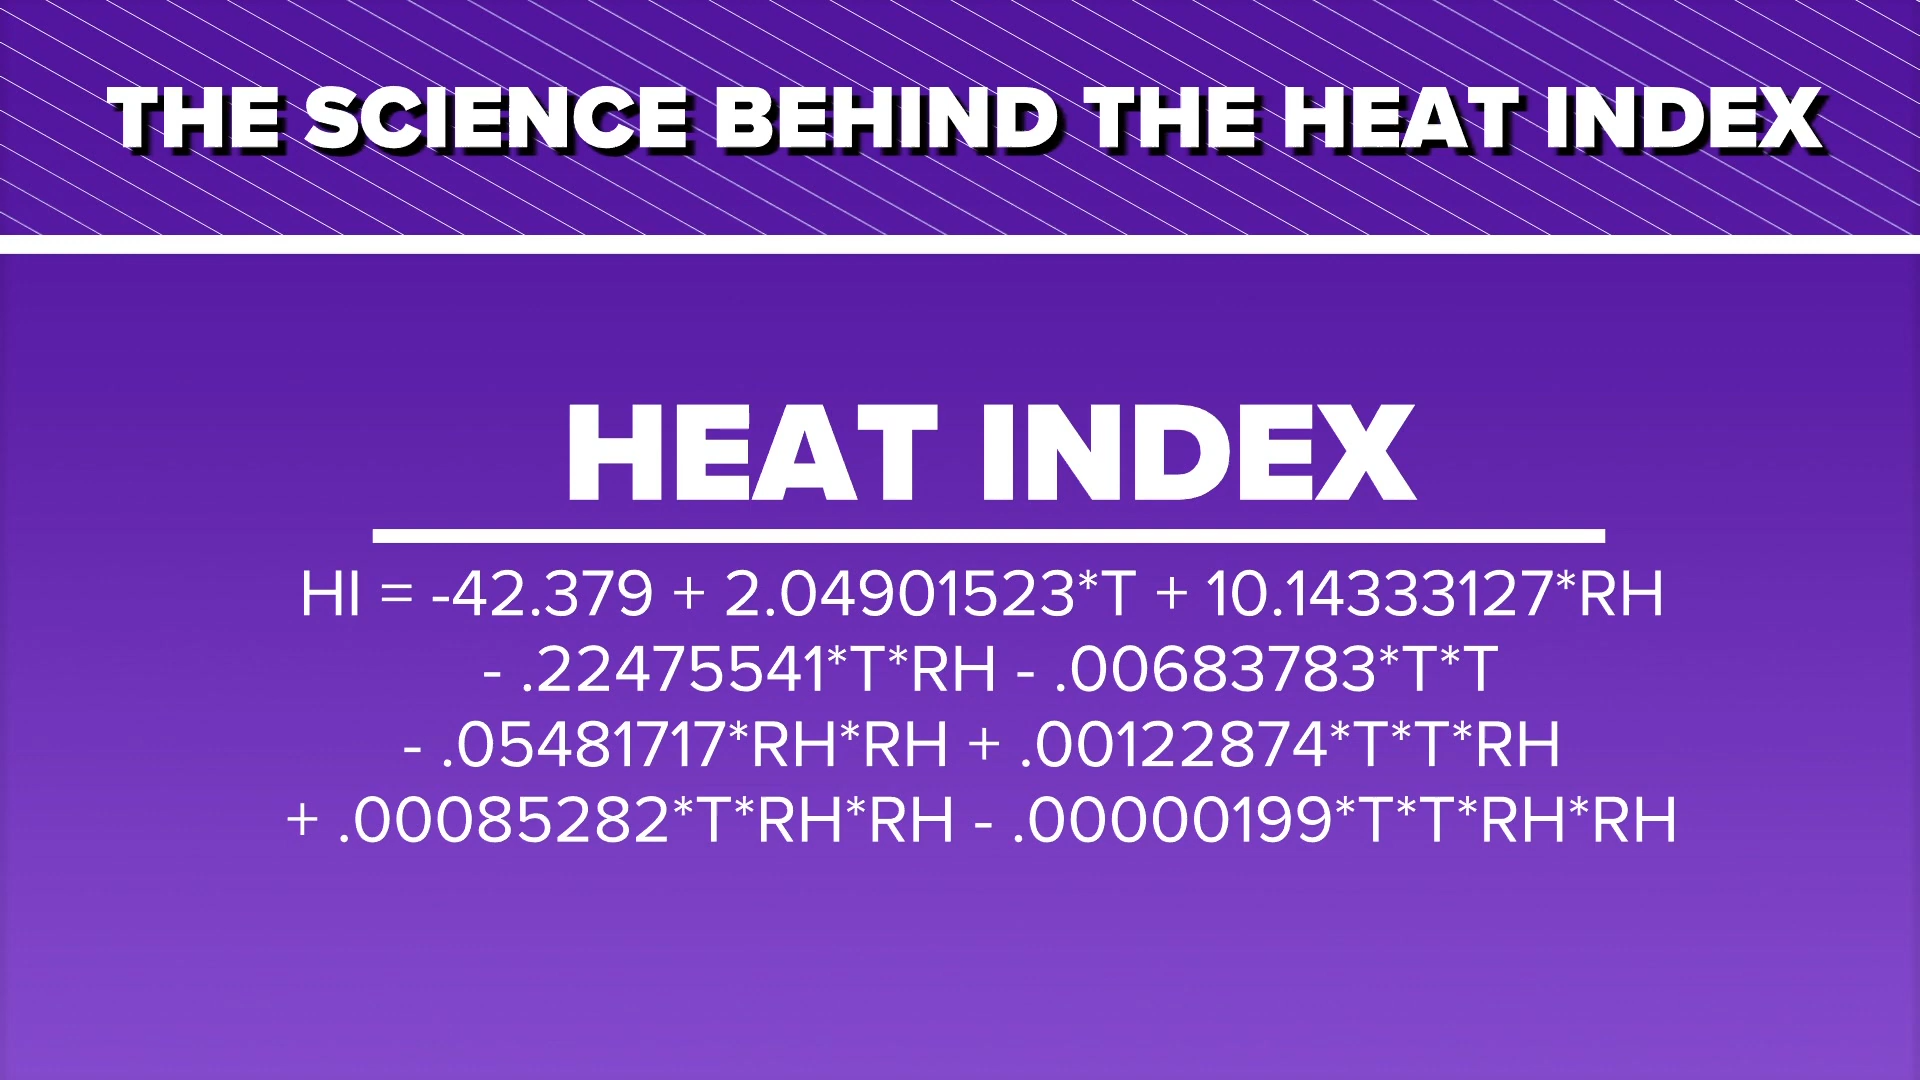 THE SCIENCE BEHIND THE HEAT INDEX
HEAT INDEX
HI = -42.379 + 2.04901523*T + 10.14333127*RH
- .22475541*T*RH - .00683783*T*T
- .05481717*RH*RH + .00122874*T*T*RH
+ .00085282*T*RH*RH - .00000199*T*T*RH*RH